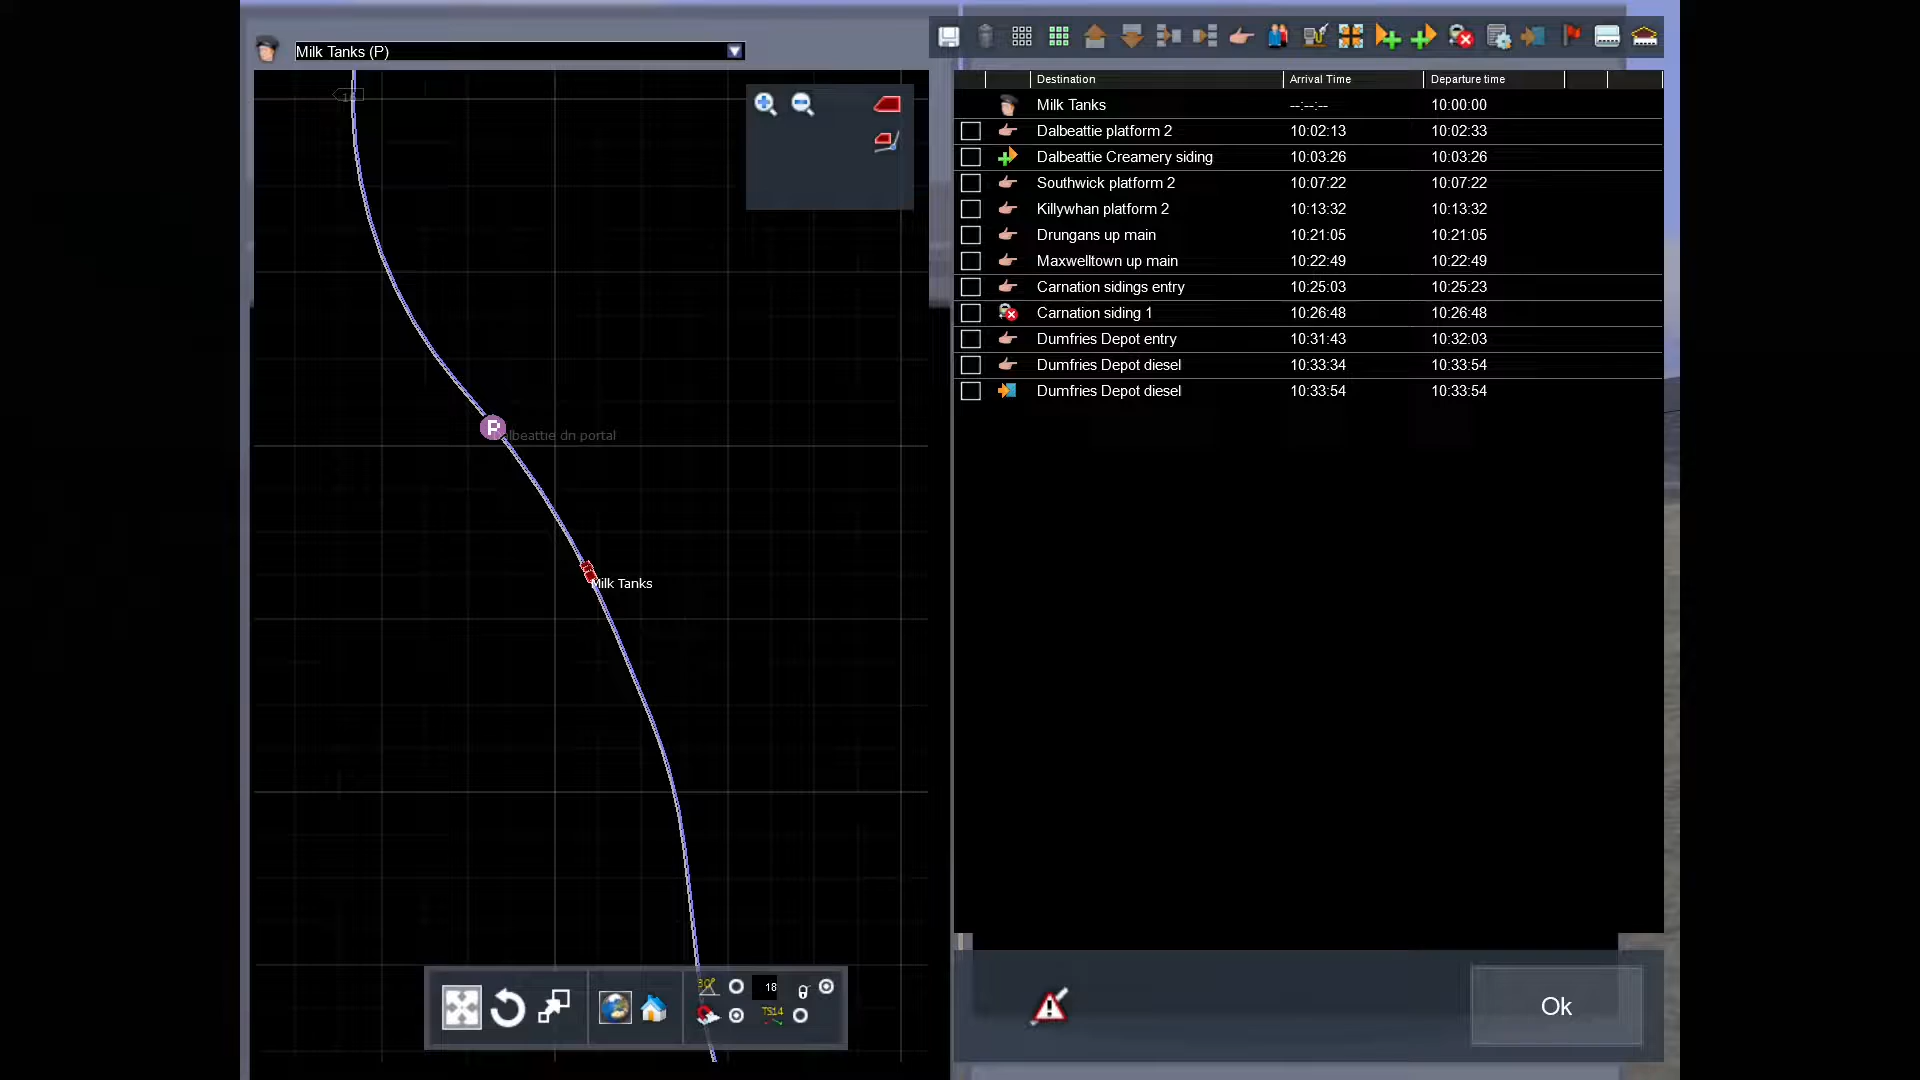 Milk Tanks (P)
Destination Arrival Time Departure time
Milk Tanks --:--:-- 10:00:00
Dalbeattie platform 2 10:02:13 10:02:33
Dalbeattie Creamery siding 10:03:26 10:03:26
Southwick platform 2 10:07:22 10:07:22
Killywhan platform 2 10:13:32 10:13:32
Drungans up main 10:21:05 10:21:05
Maxwelltown up main 10:22:49 10:22:49
Carnation sidings entry 10:25:03 10:25:23
Carnation siding 1 10:26:48 10:26:48
Dumfries Depot entry 10:31:43 10:32:03
Dumfries Depot diesel 10:33:34 10:33:54
Dumfries Depot diesel 10:33:54 10:33:54
P
dn portal
Milk Tanks
18
TS14
Ok